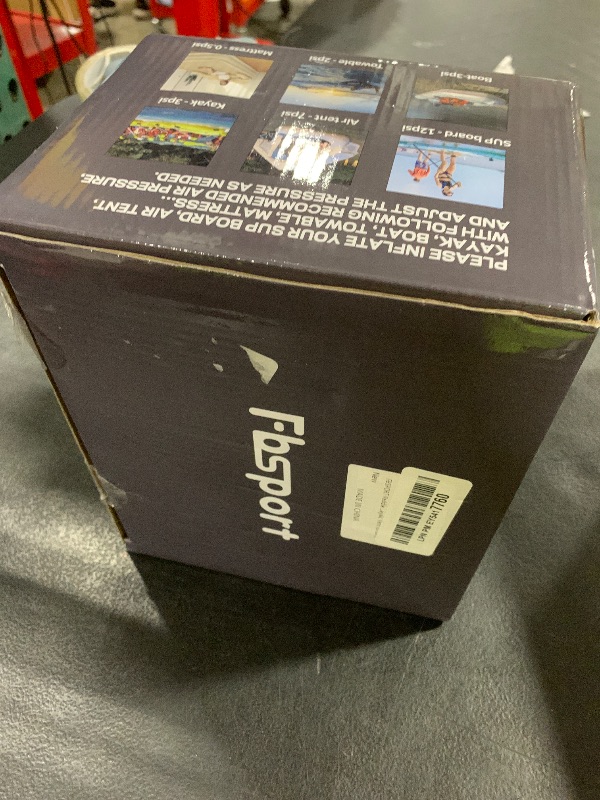 PLEASE INFLATE YOUR SUP BOARD, AIR TENT,
KAYAK, BOAT, TOWABLE, MATTRESS...
WITH FOLLOWING RECOMMENDED AIR PRESSURE,
AND ADJUST THE PRESSURE AS NEEDED.
SUP board - 12psi
Air tent - 7psi
Kayak - 3psi
Boat-3psi
Towable - 2psi
Mattress - 0.5psi
Fbsport
New
MADE IN CHINA
7760